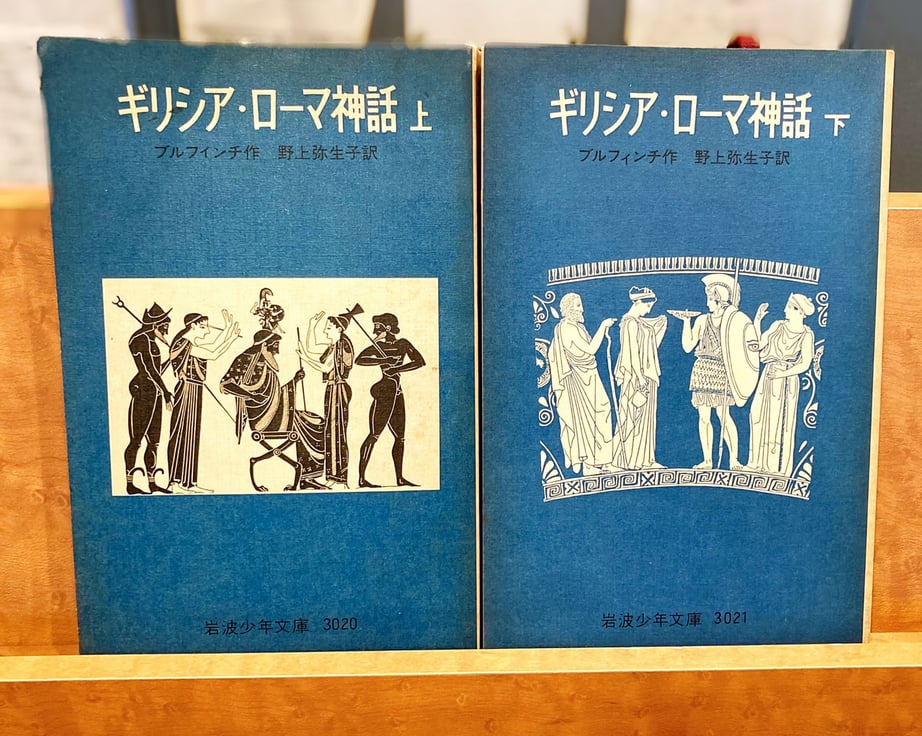 ギリシア・ローマ神話 上
ブルフインチ作 野上弥生子訳
岩波少年文庫 3020
ギリシア・ローマ神話 下
ブルフィンチ作 野上弥生子訳
岩波少年文庫 3021